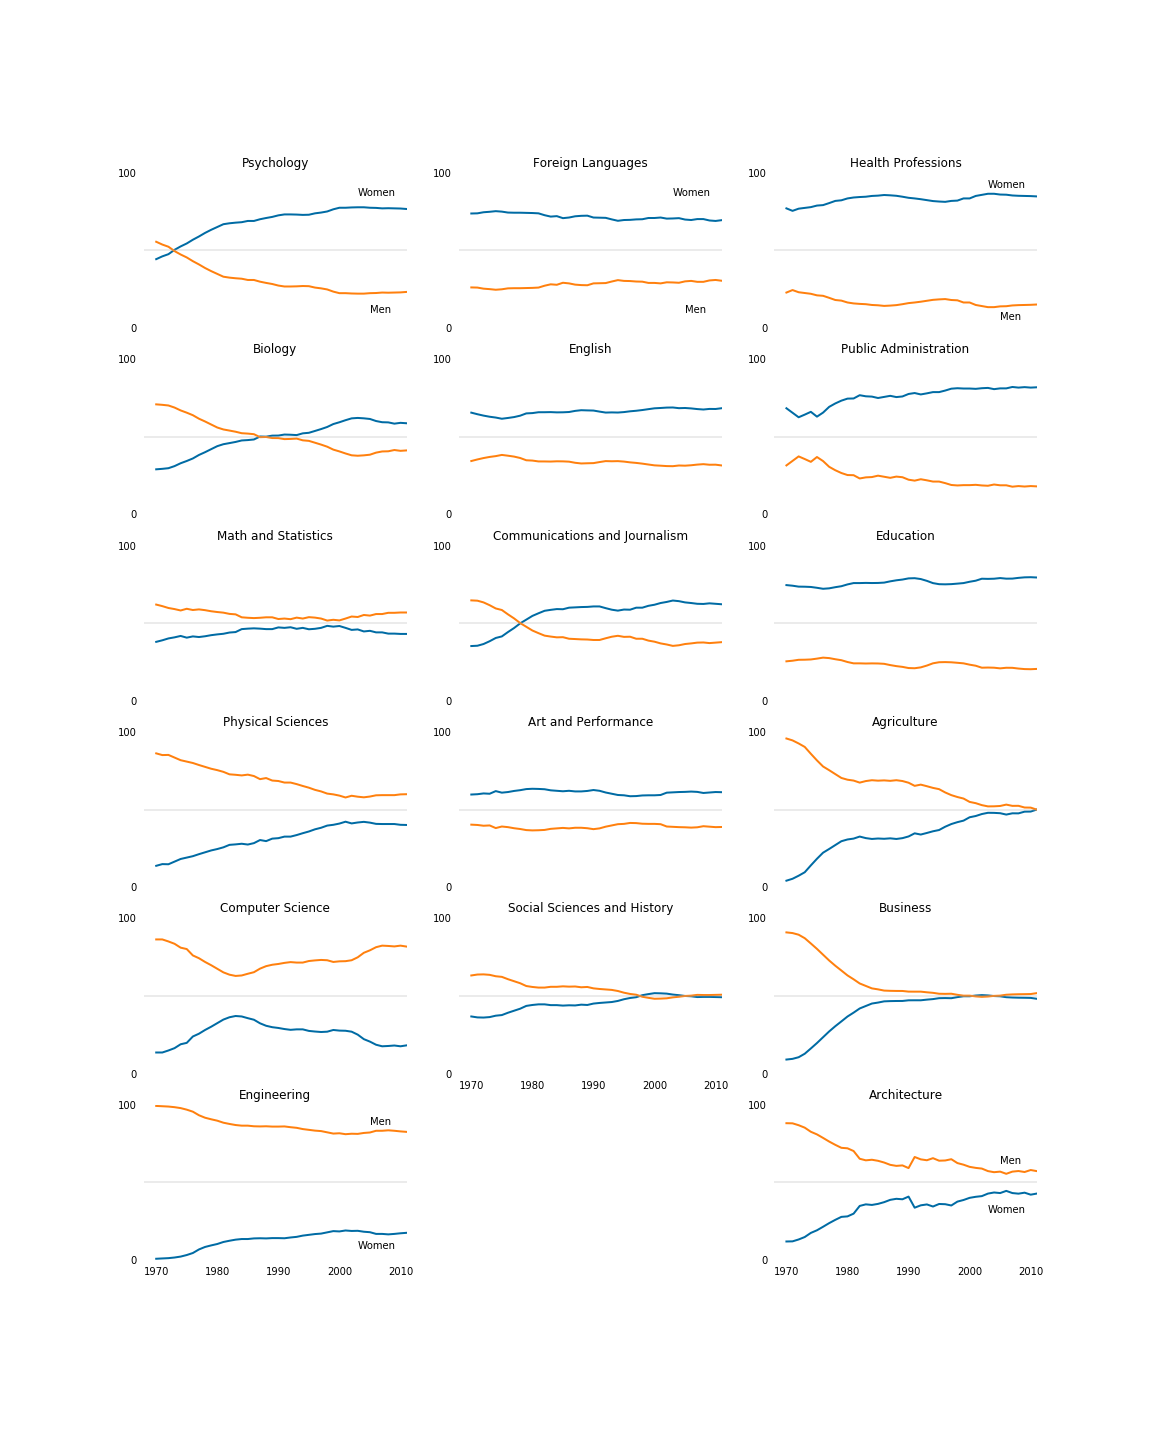 Psychology
100
Women
Men
0
Foreign Languages
100
Women
Men
0
Health Professions
100
Women
Men
0
Biology
100
0
English
100
0
Public Administration
100
0
Math and Statistics
100
0
Communications and Journalism
100
0
Education
100
0
Physical Sciences
100
0
Art and Performance
100
0
Agriculture
100
0
Computer Science
100
0
Social Sciences and History
100
0
1970 1980 1990 2000 2010
Business
100
0
Engineering
100
Men
Women
0
1970 1980 1990 2000 2010
Architecture
100
Men
Women
0
1970 1980 1990 2000 2010